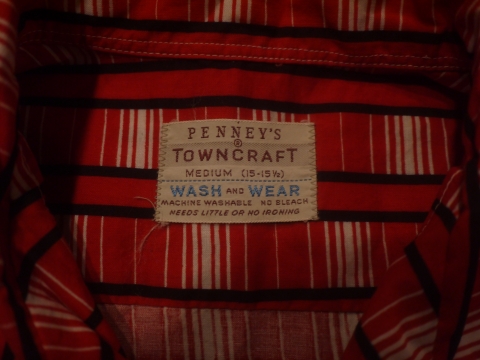 PENNEY'S
®
TOWNCRAFT
MEDIUM (15-15½)
WASH AND WEAR
MACHINE WASHABLE NO BLEACH
NEEDS LITTLE OR NO IRONING